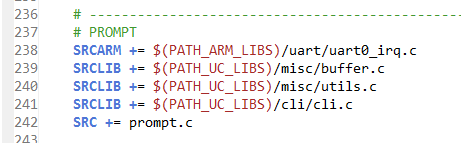 236 # --------------------------------------------------
237 # PROMPT
238 SRCARM += $(PATH_ARM_LIBS)/uart/uart0_irq.c
239 SRCLIB += $(PATH_UC_LIBS)/misc/buffer.c
240 SRCLIB += $(PATH_UC_LIBS)/misc/utils.c
241 SRCLIB += $(PATH_UC_LIBS)/cli/cli.c
242 SRC += prompt.c
243